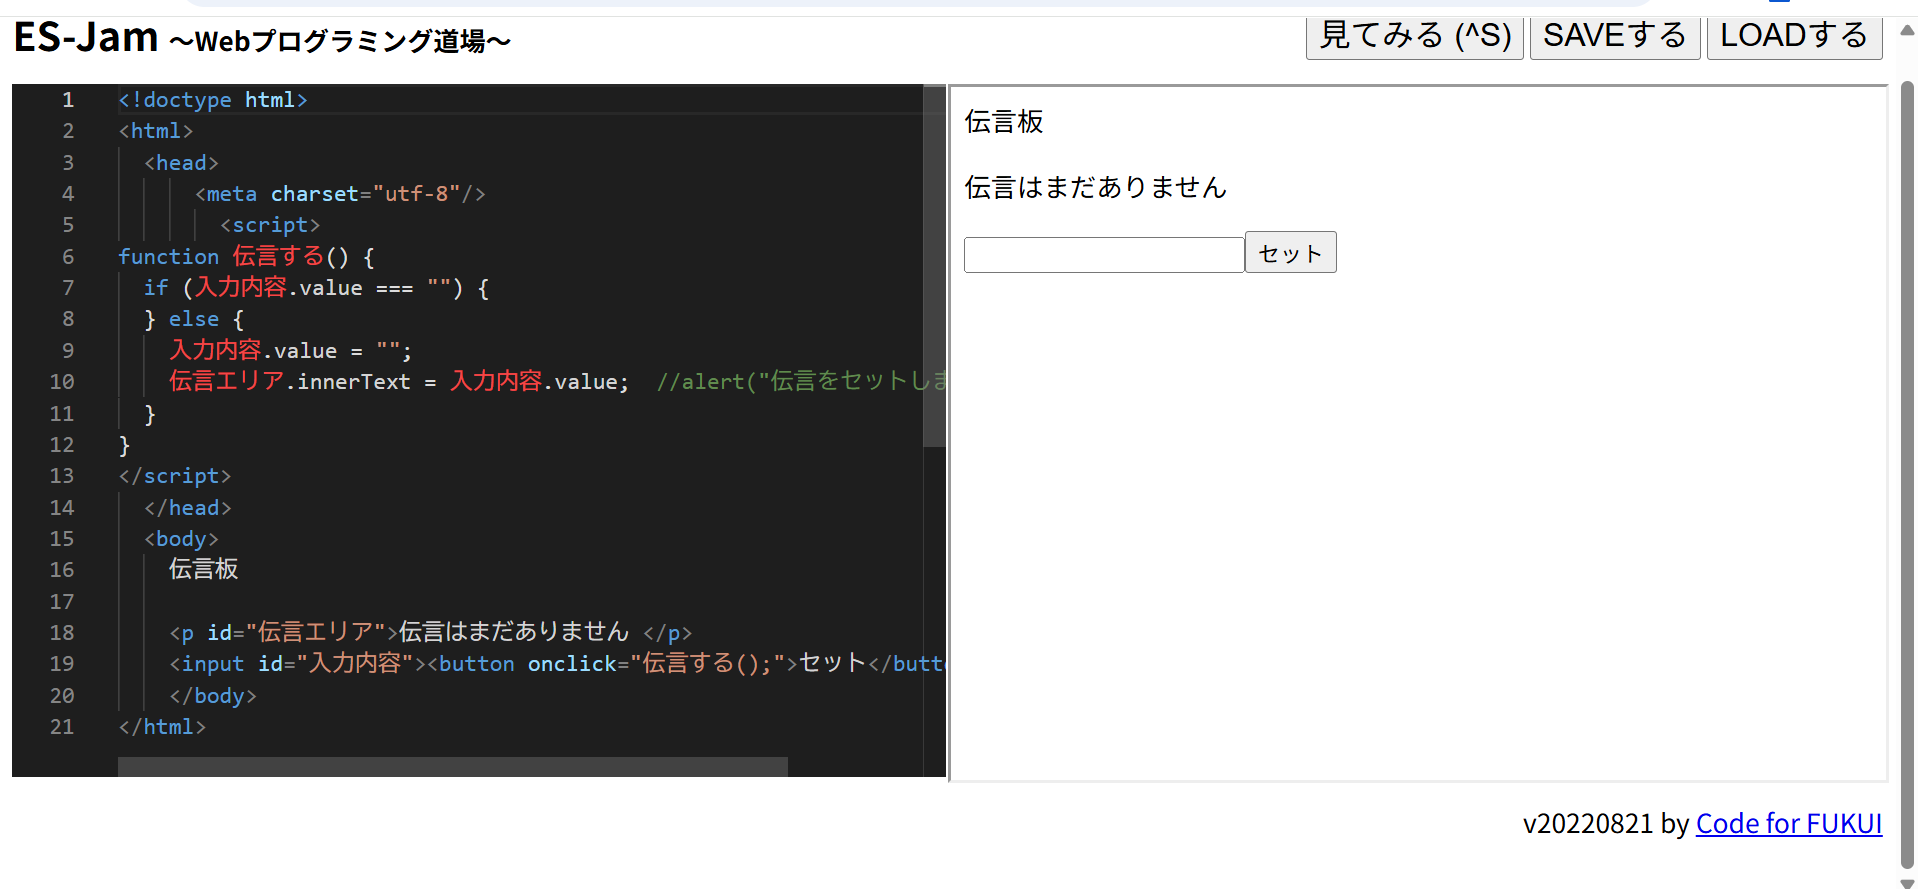 ES-Jam ～Webプログラミング道場～
見てみる (^S) SAVEする LOADする
1 <!doctype html>
2 <html>
3 <head>
4 <meta charset="utf-8"/>
5 <script>
6 function 伝言する() {
7 if (入力内容.value === "") {
8 } else {
9 入力内容.value = "";
10 伝言エリア.innerText = 入力内容.value; //alert("伝言をセットしま
11 }
12 }
13 </script>
14 </head>
15 <body>
16 伝言板
17
18 <p id="伝言エリア">伝言はまだありません </p>
19 <input id="入力内容"><button onclick="伝言する();">セット</butt
20 </body>
21 </html>
伝言板
伝言はまだありません
セット
v20220821 by Code for FUKUI